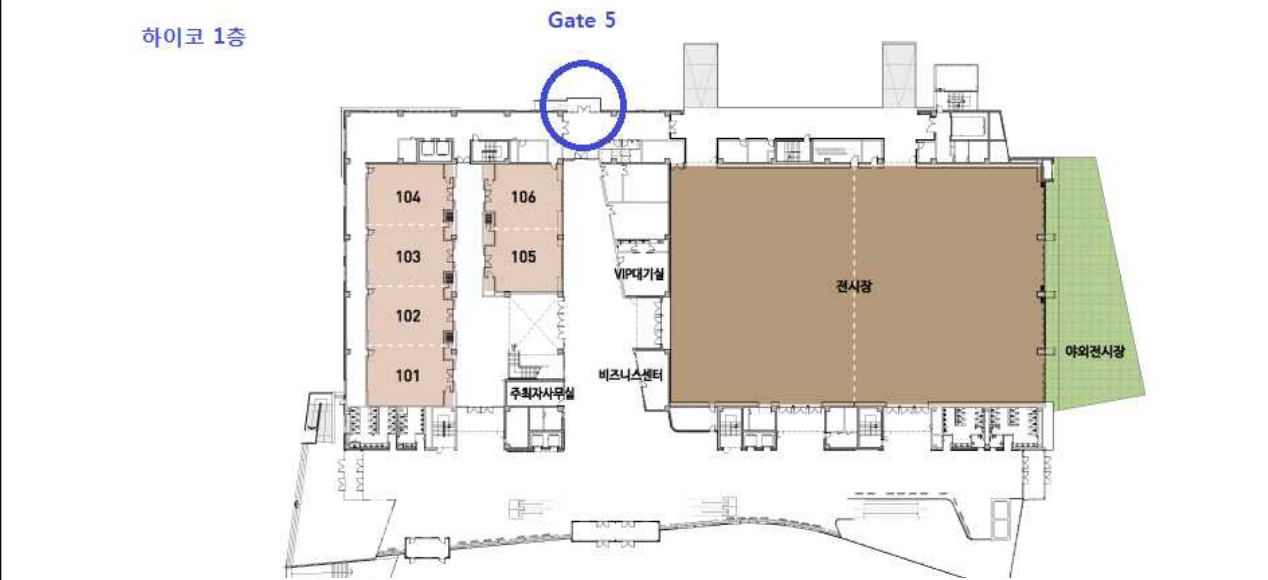 Gate 5
하이코 1층
104
106
103
105
VIP대기실
전시장
102
야외전시장
101
비즈니스센터
주최자사무실